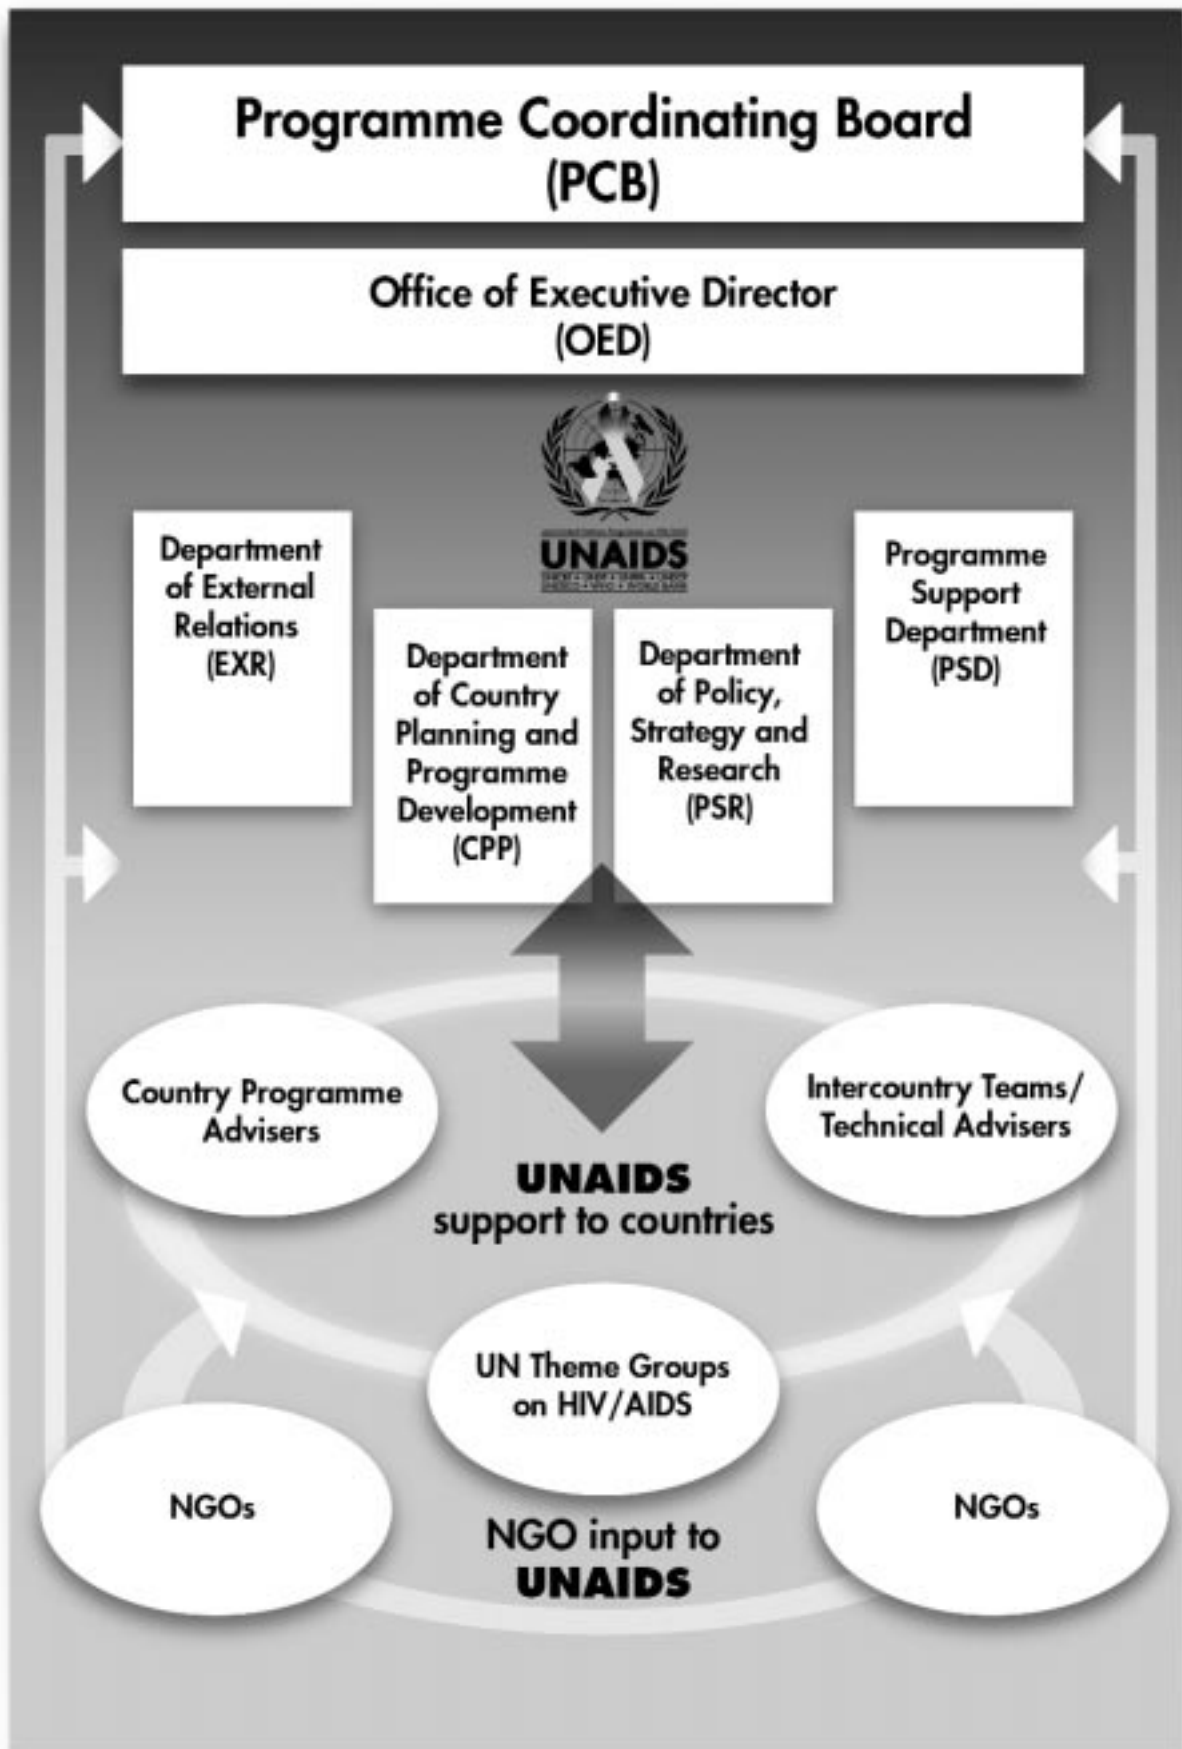 Programme Coordinating Board
(PCB)
Office of Executive Director
(OED)
UNAIDS
Department
of External
Relations
(EXR)
Department
of Country
Planning and
Programme
Development
(CPP)
Department
of Policy,
Strategy and
Research
(PSR)
Programme
Support
Department
(PSD)
Country Programme
Advisers
Intercountry Teams/
Technical Advisers
UNAIDS
support to countries
UN Theme Groups
on HIV/AIDS
NGOs
NGOs
NGO input to
UNAIDS